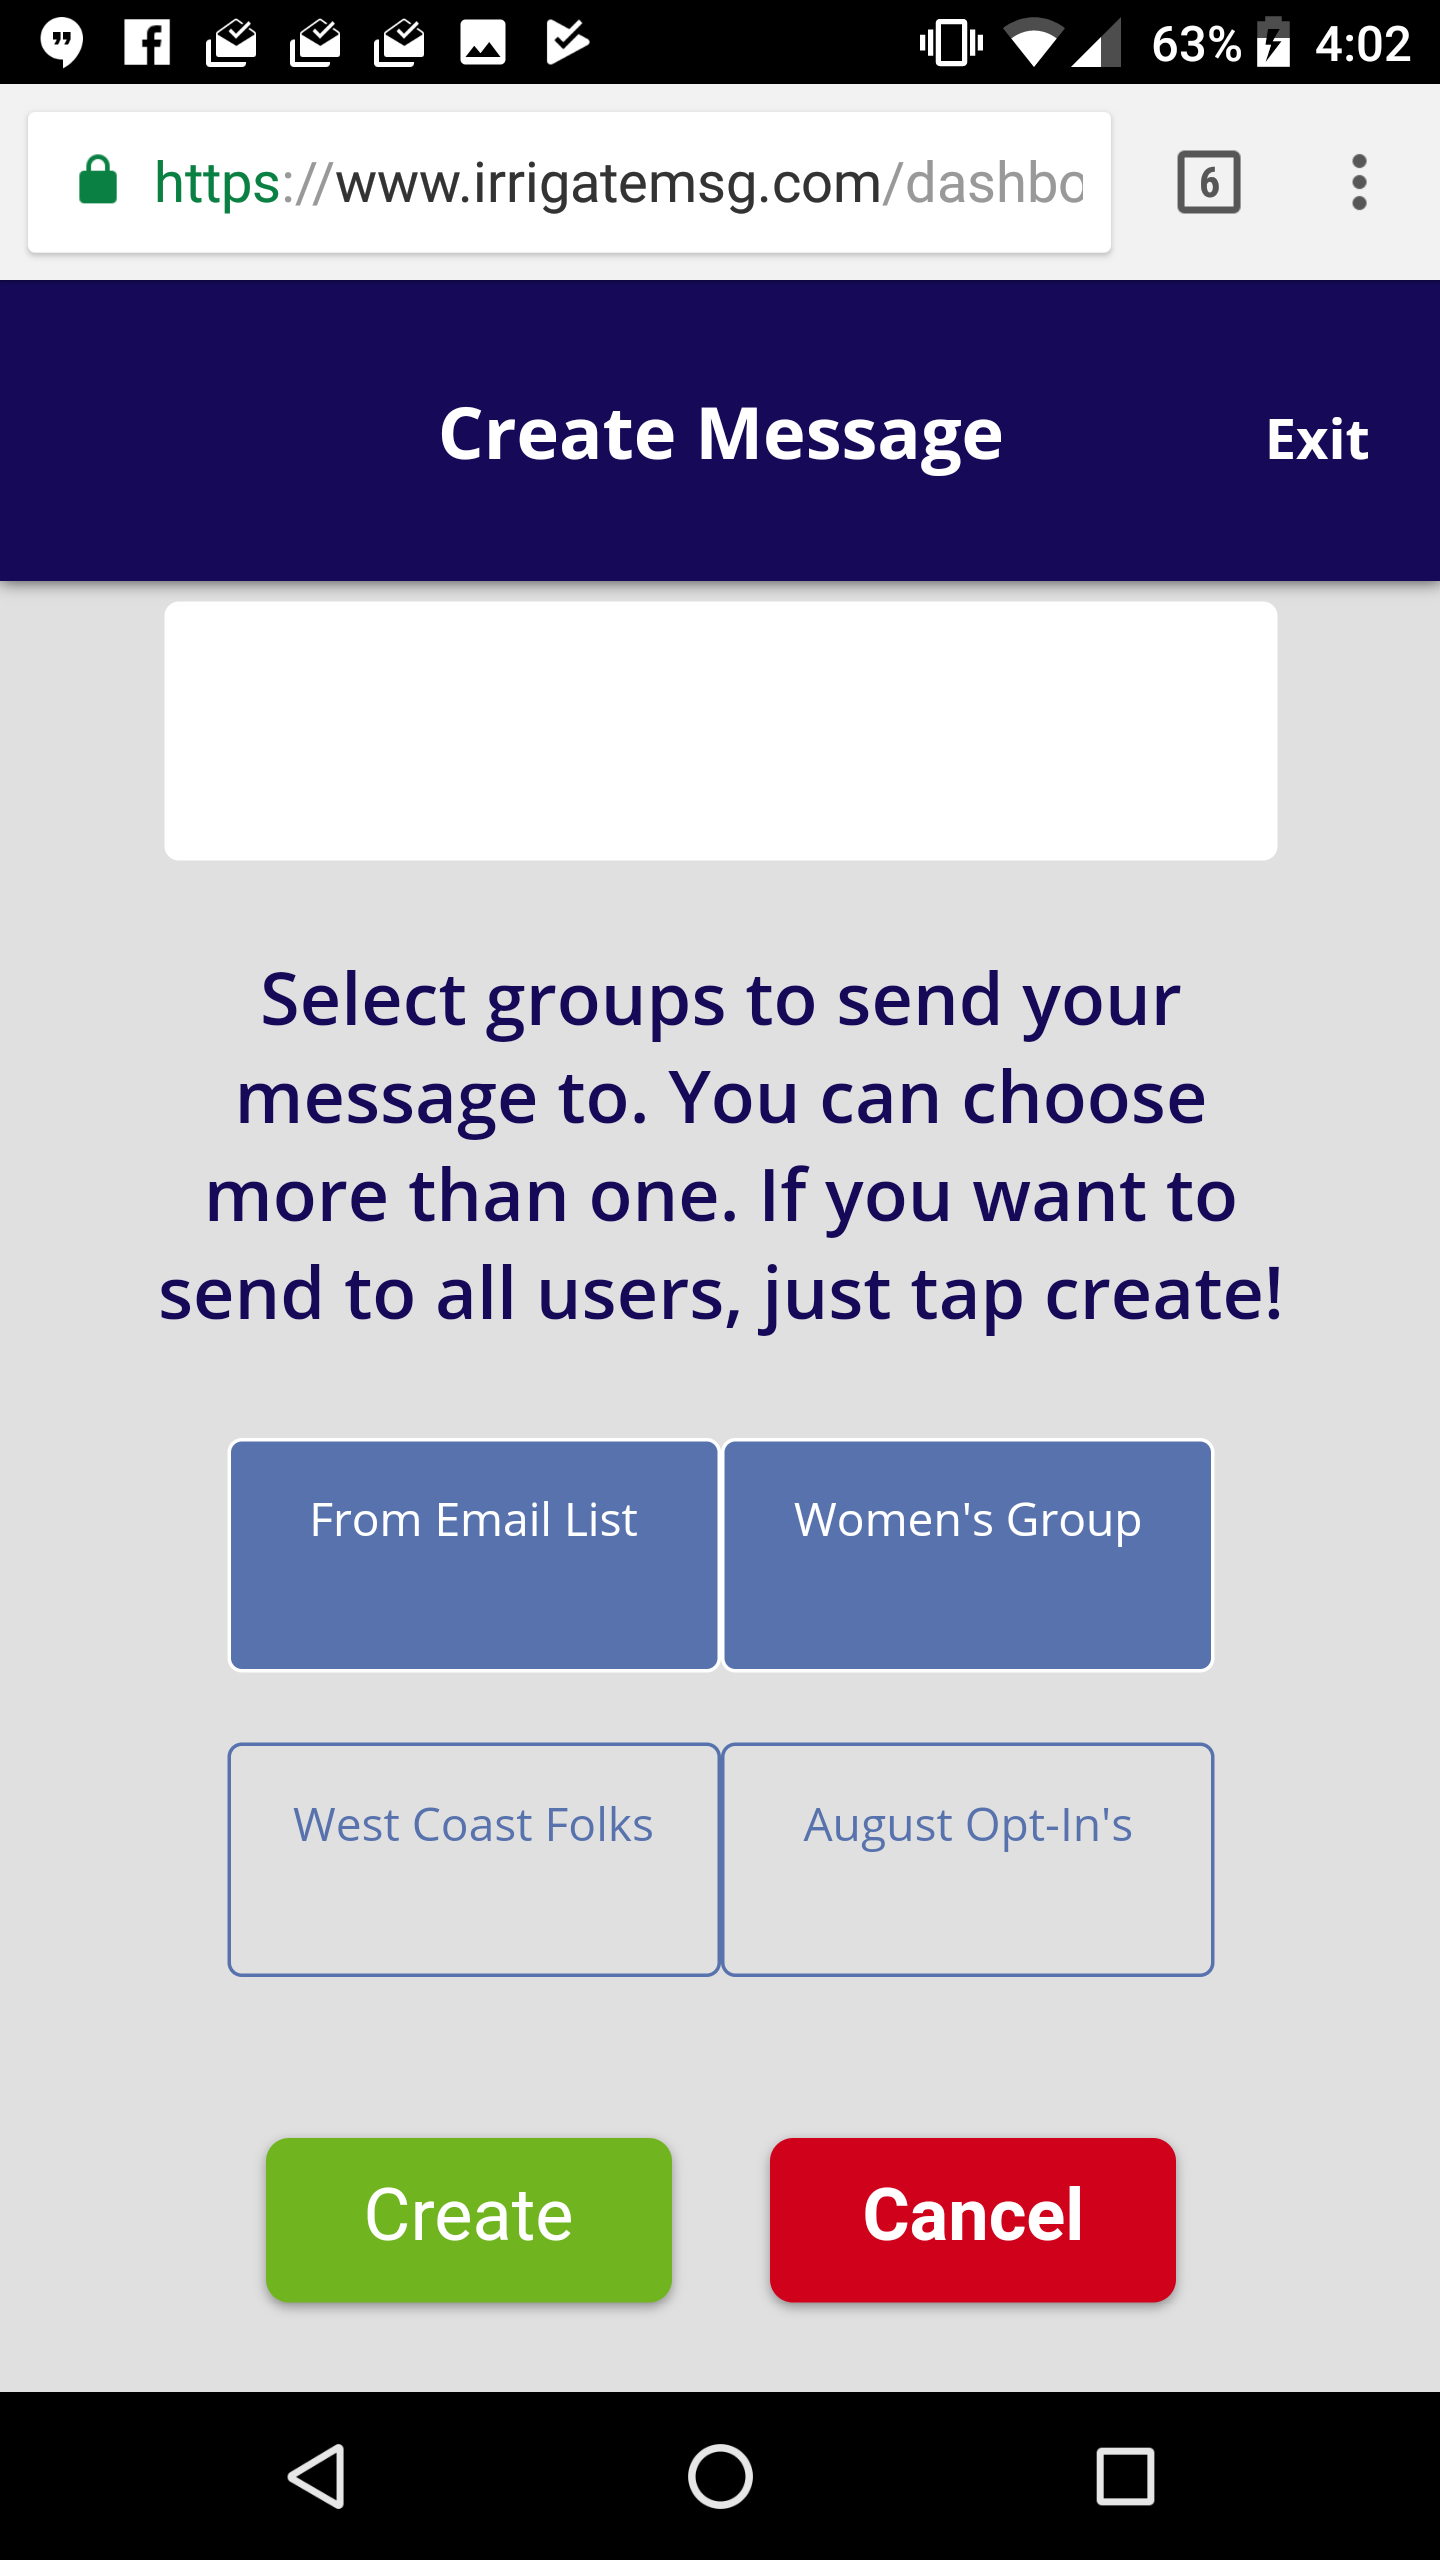 63% 4:02
https://www.irrigatemsg.com/dashbo
6
Create Message
Exit
Select groups to send your
message to. You can choose
more than one. If you want to
send to all users, just tap create!
From Email List
Women's Group
West Coast Folks
August Opt-In's
Create
Cancel